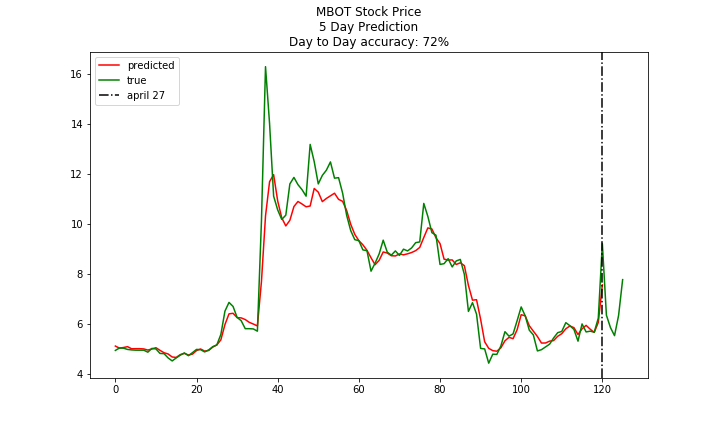 MBOT Stock Price
5 Day Prediction
Day to Day accuracy: 72%
predicted
true
april 27
16
14
12
10
8
6
4
0 20 40 60 80 100 120